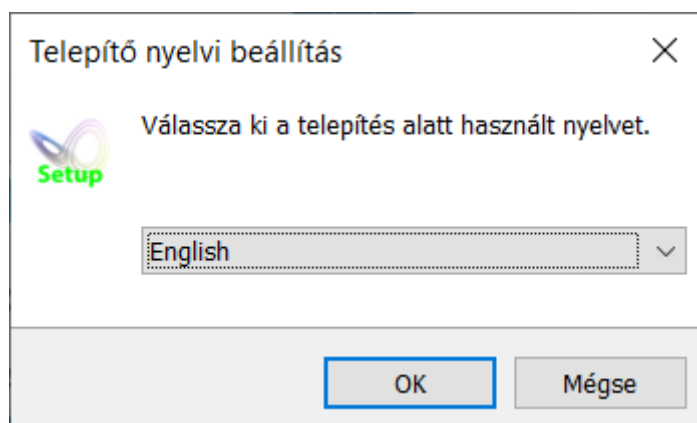 Telepítő nyelvi beállítás
Válassza ki a telepítés alatt használt nyelvet.
Setup
English
OK
Mégse